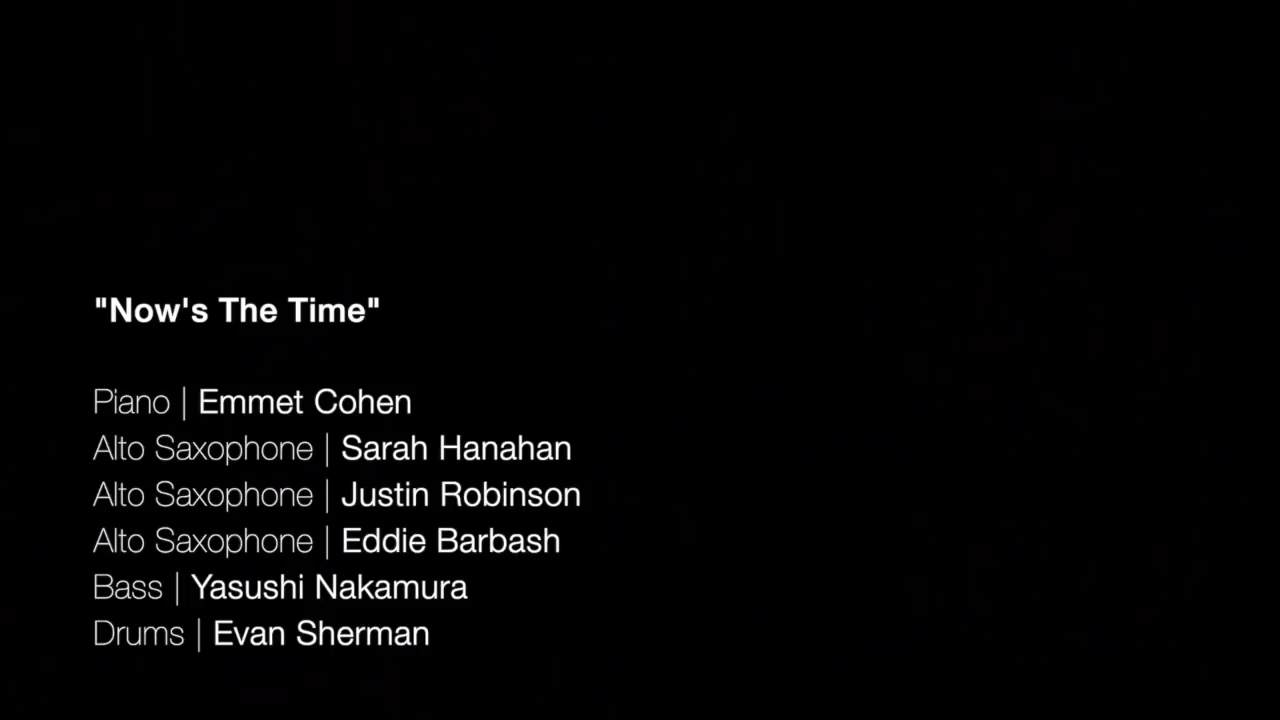 "Now's The Time"
Piano | Emmet Cohen
Alto Saxophone | Sarah Hanahan
Alto Saxophone | Justin Robinson
Alto Saxophone | Eddie Barbash
Bass | Yasushi Nakamura
Drums | Evan Sherman